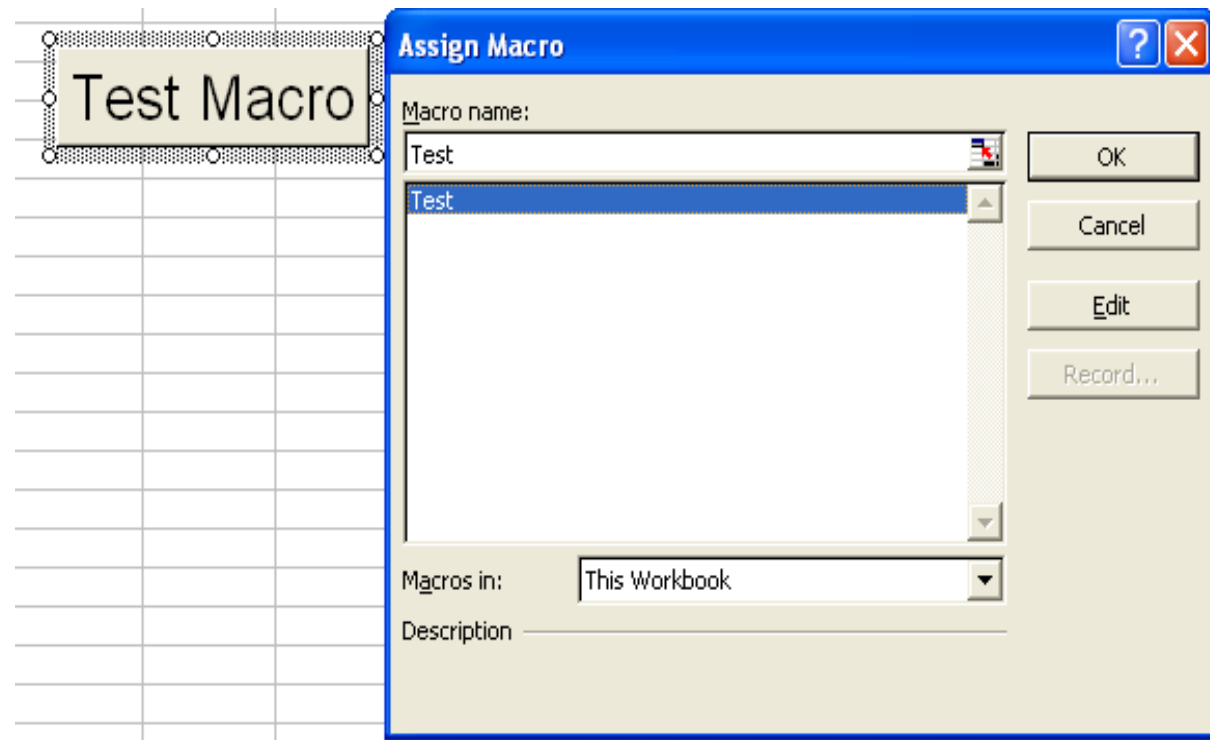 Test Macro
Assign Macro
Macro name:
Test
Test
OK
Cancel
Edit
Record...
Macros in: This Workbook
Description